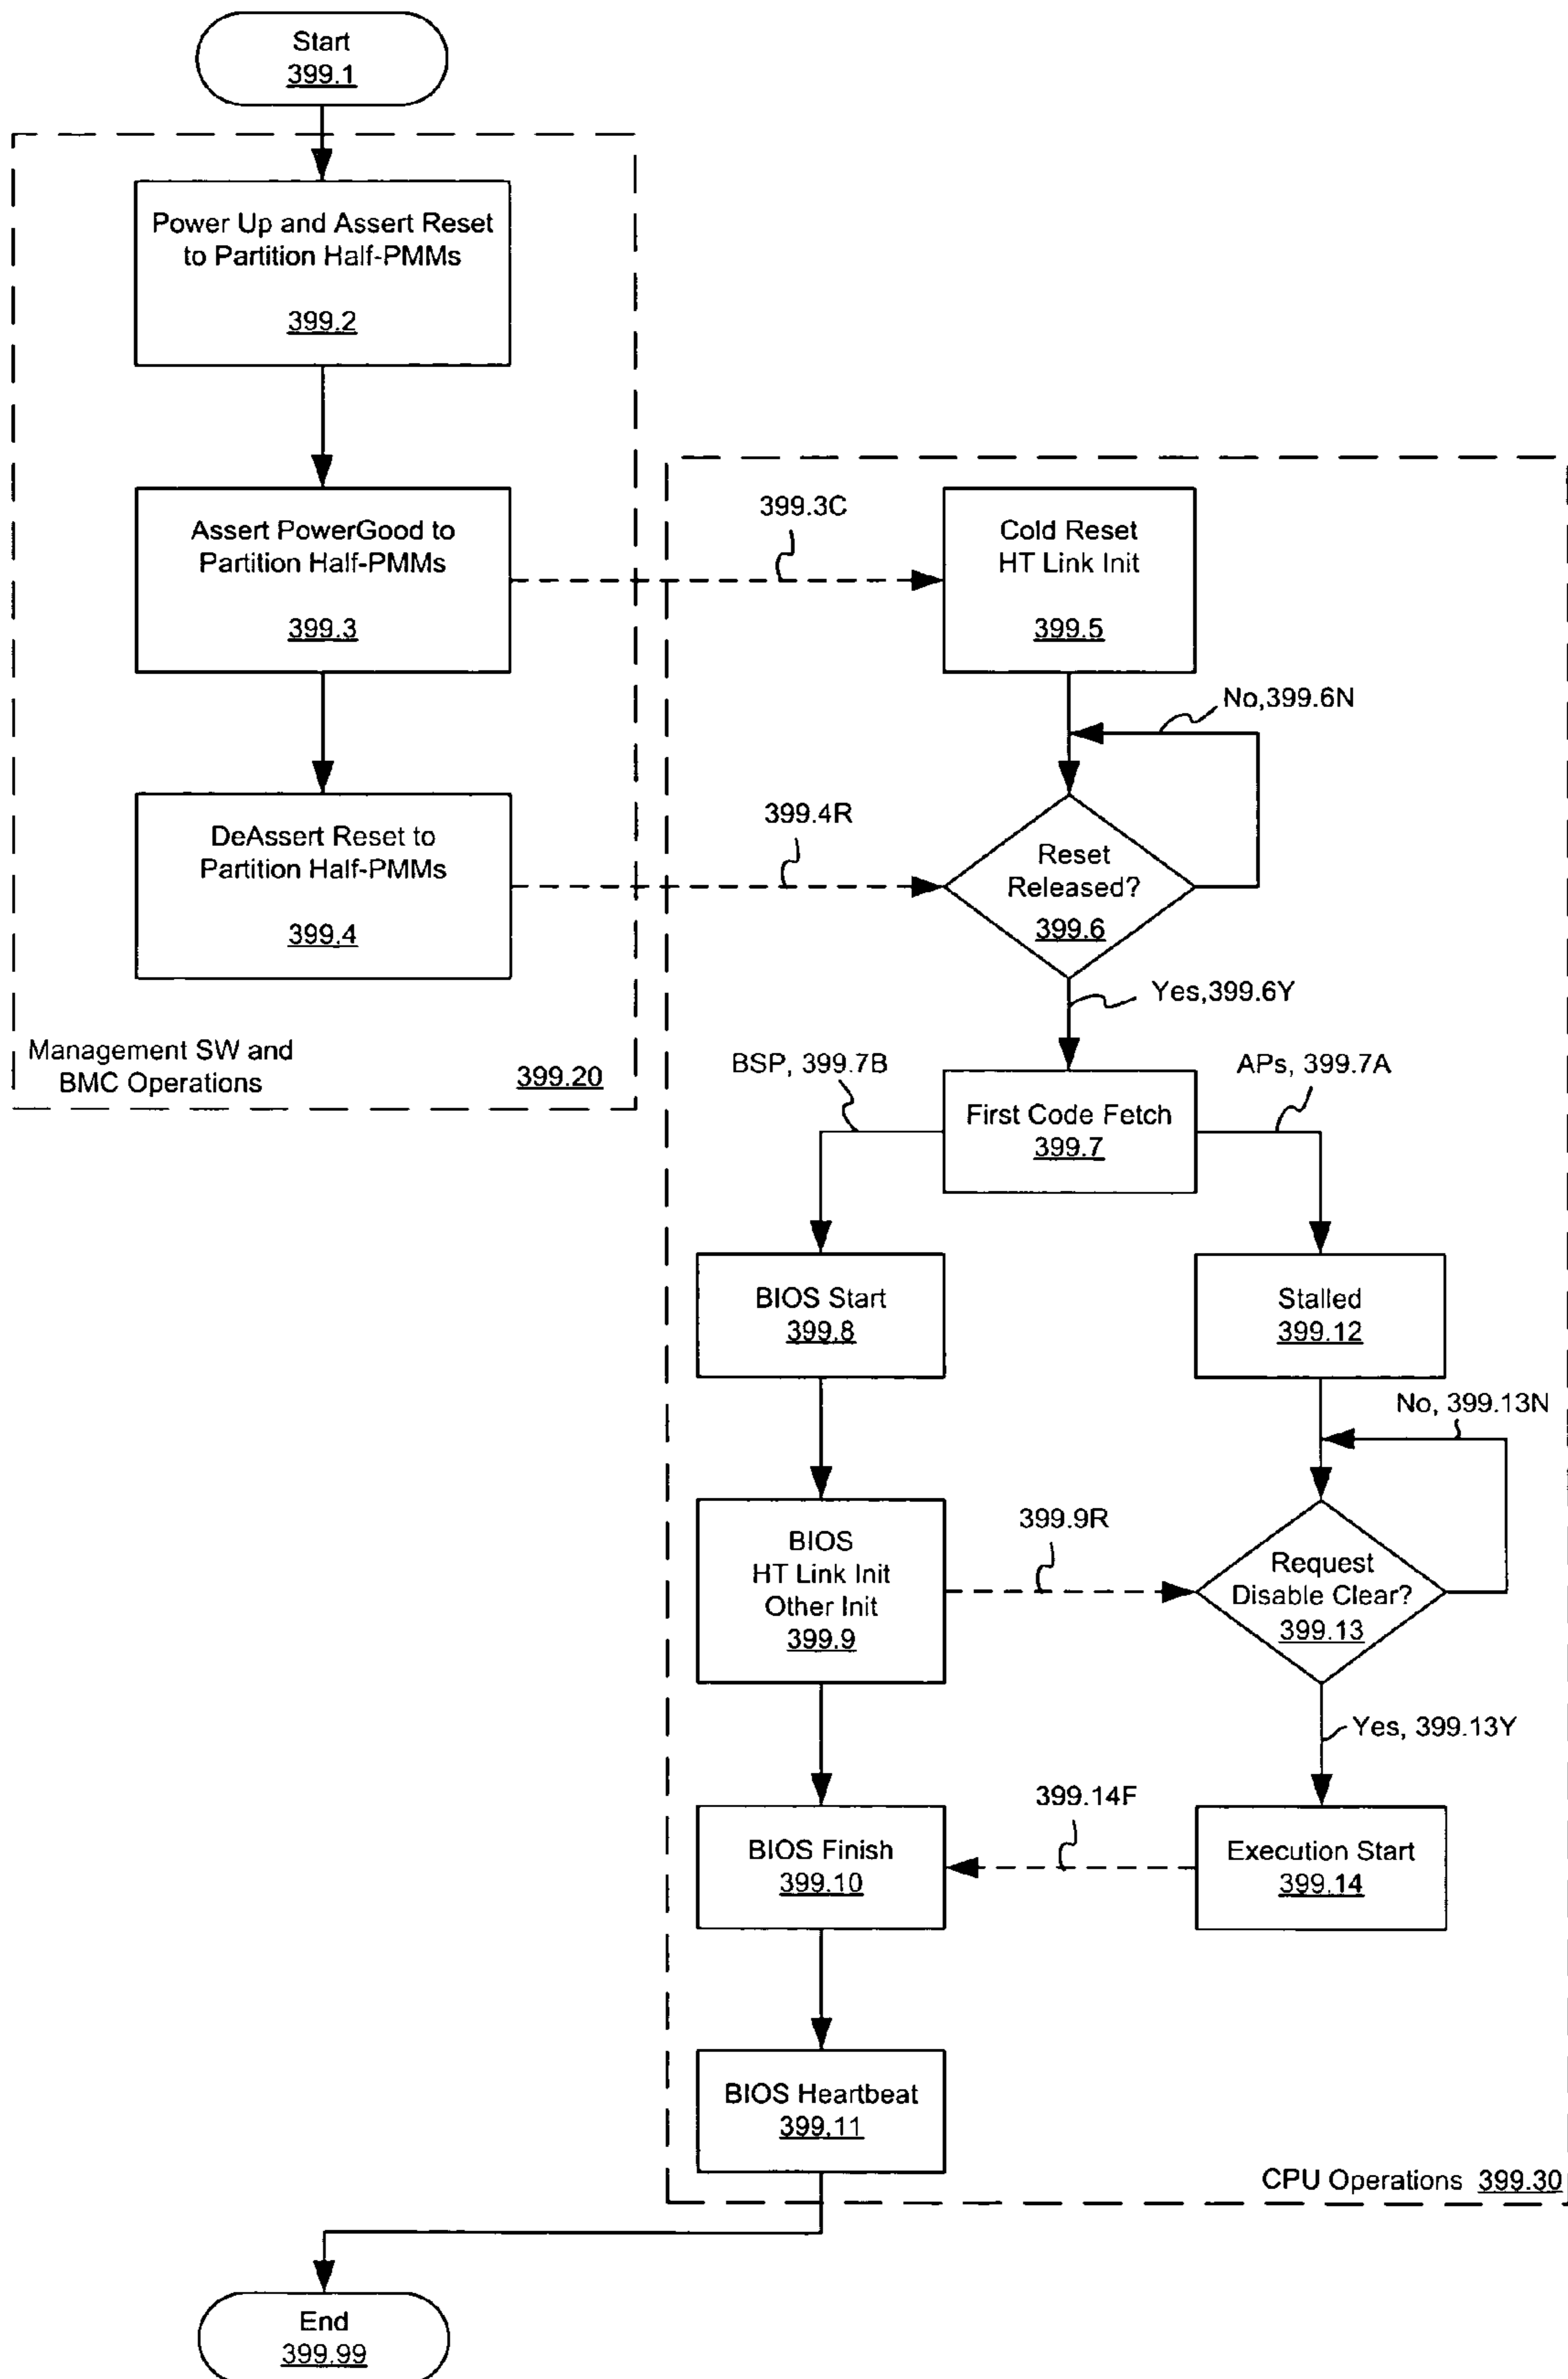 Start
399.1
Power Up and Assert Reset
to Partition Half-PMMs
399.2
Assert PowerGood to
Partition Half-PMMs
399.3
399.3C
Cold Reset
HT Link Init
399.5
No,399.6N
DeAssert Reset to
Partition Half-PMMs
399.4
399.4R
Reset
Released?
399.6
Yes,399.6Y
Management SW and
BMC Operations
399.20
BSP, 399.7B
APs, 399.7A
First Code Fetch
399.7
BIOS Start
399.8
Stalled
399.12
No, 399.13N
BIOS
HT Link Init
Other Init
399.9
399.9R
Request
Disable Clear?
399.13
Yes, 399.13Y
BIOS Finish
399.10
399.14F
Execution Start
399.14
BIOS Heartbeat
399.11
CPU Operations 399.30
End
399.99